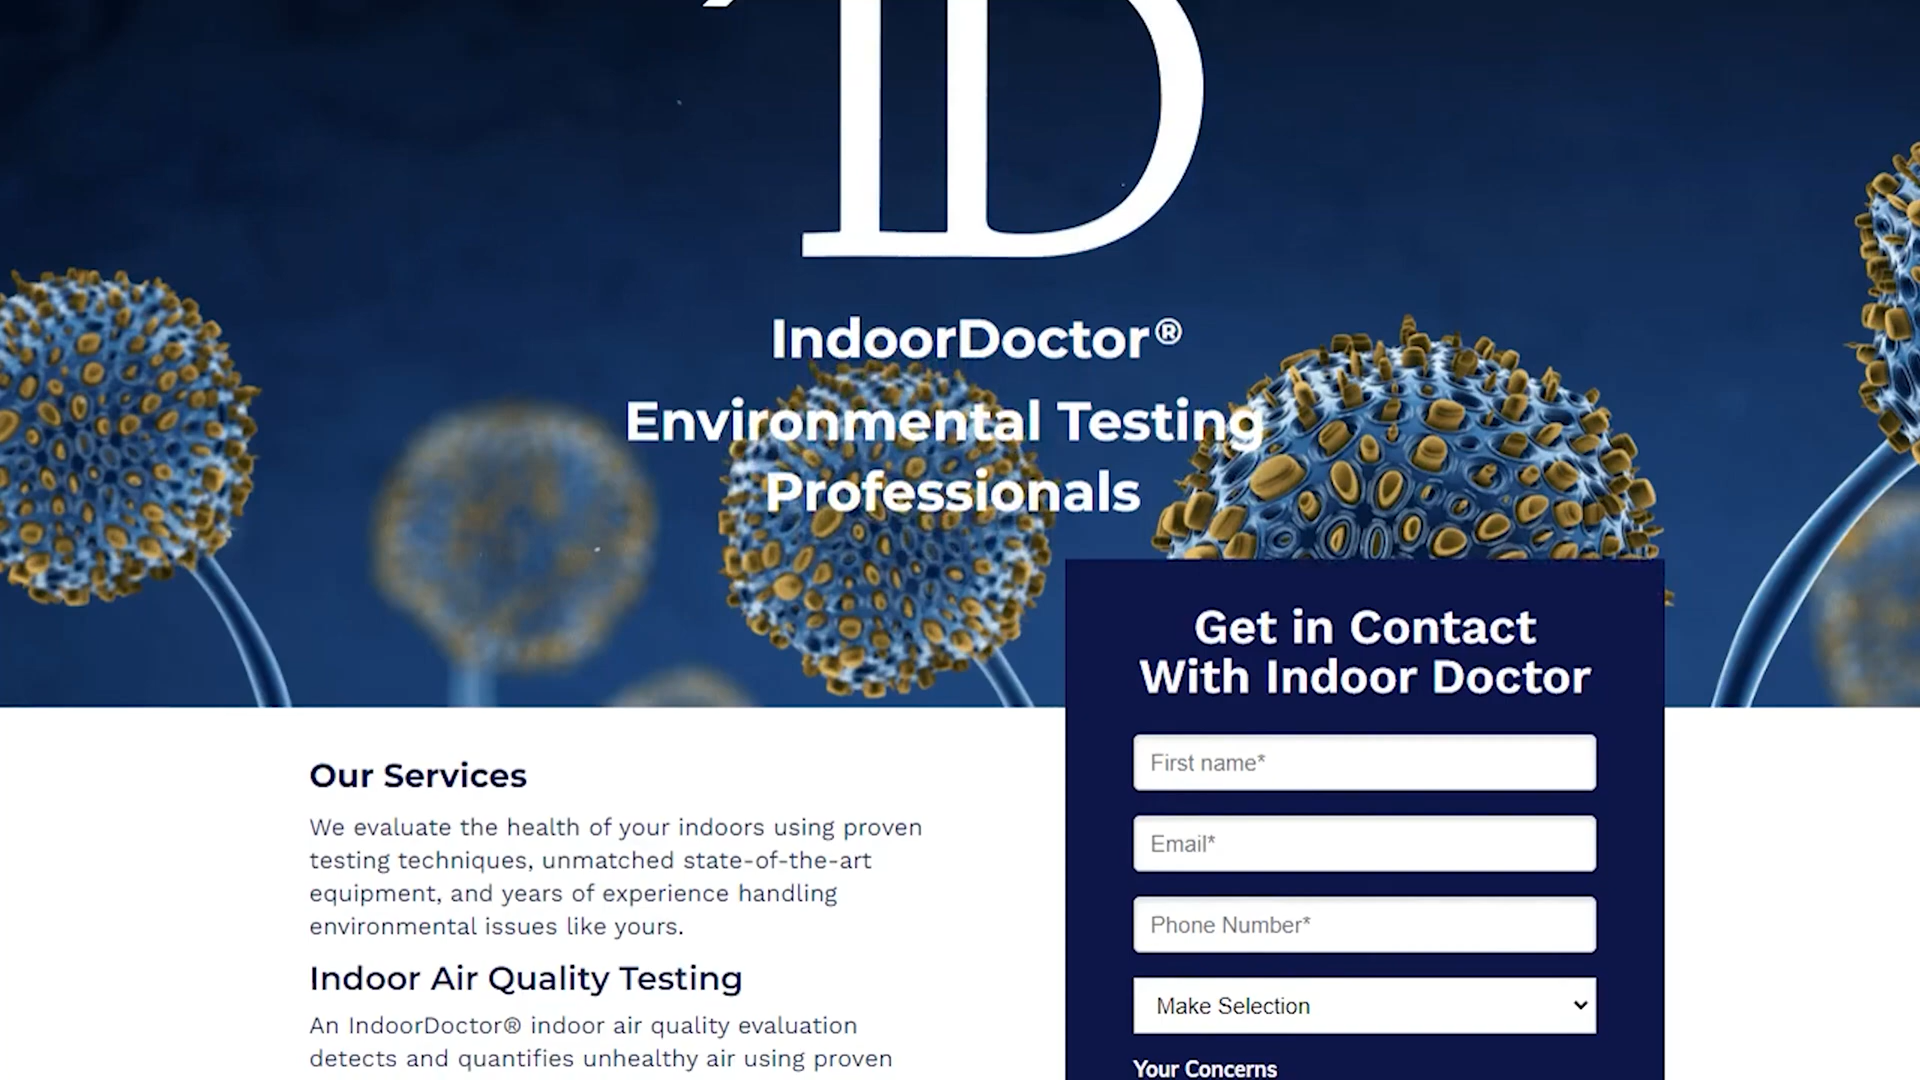 ID
IndoorDoctor®
Environmental Testing
Professionals
Get in Contact
With Indoor Doctor
First name*
Email*
Phone Number*
Make Selection
Your Concerns
Our Services
We evaluate the health of your indoors using proven
testing techniques, unmatched state-of-the-art
equipment, and years of experience handling
environmental issues like yours.
Indoor Air Quality Testing
An IndoorDoctor® indoor air quality evaluation
detects and quantifies unhealthy air using proven